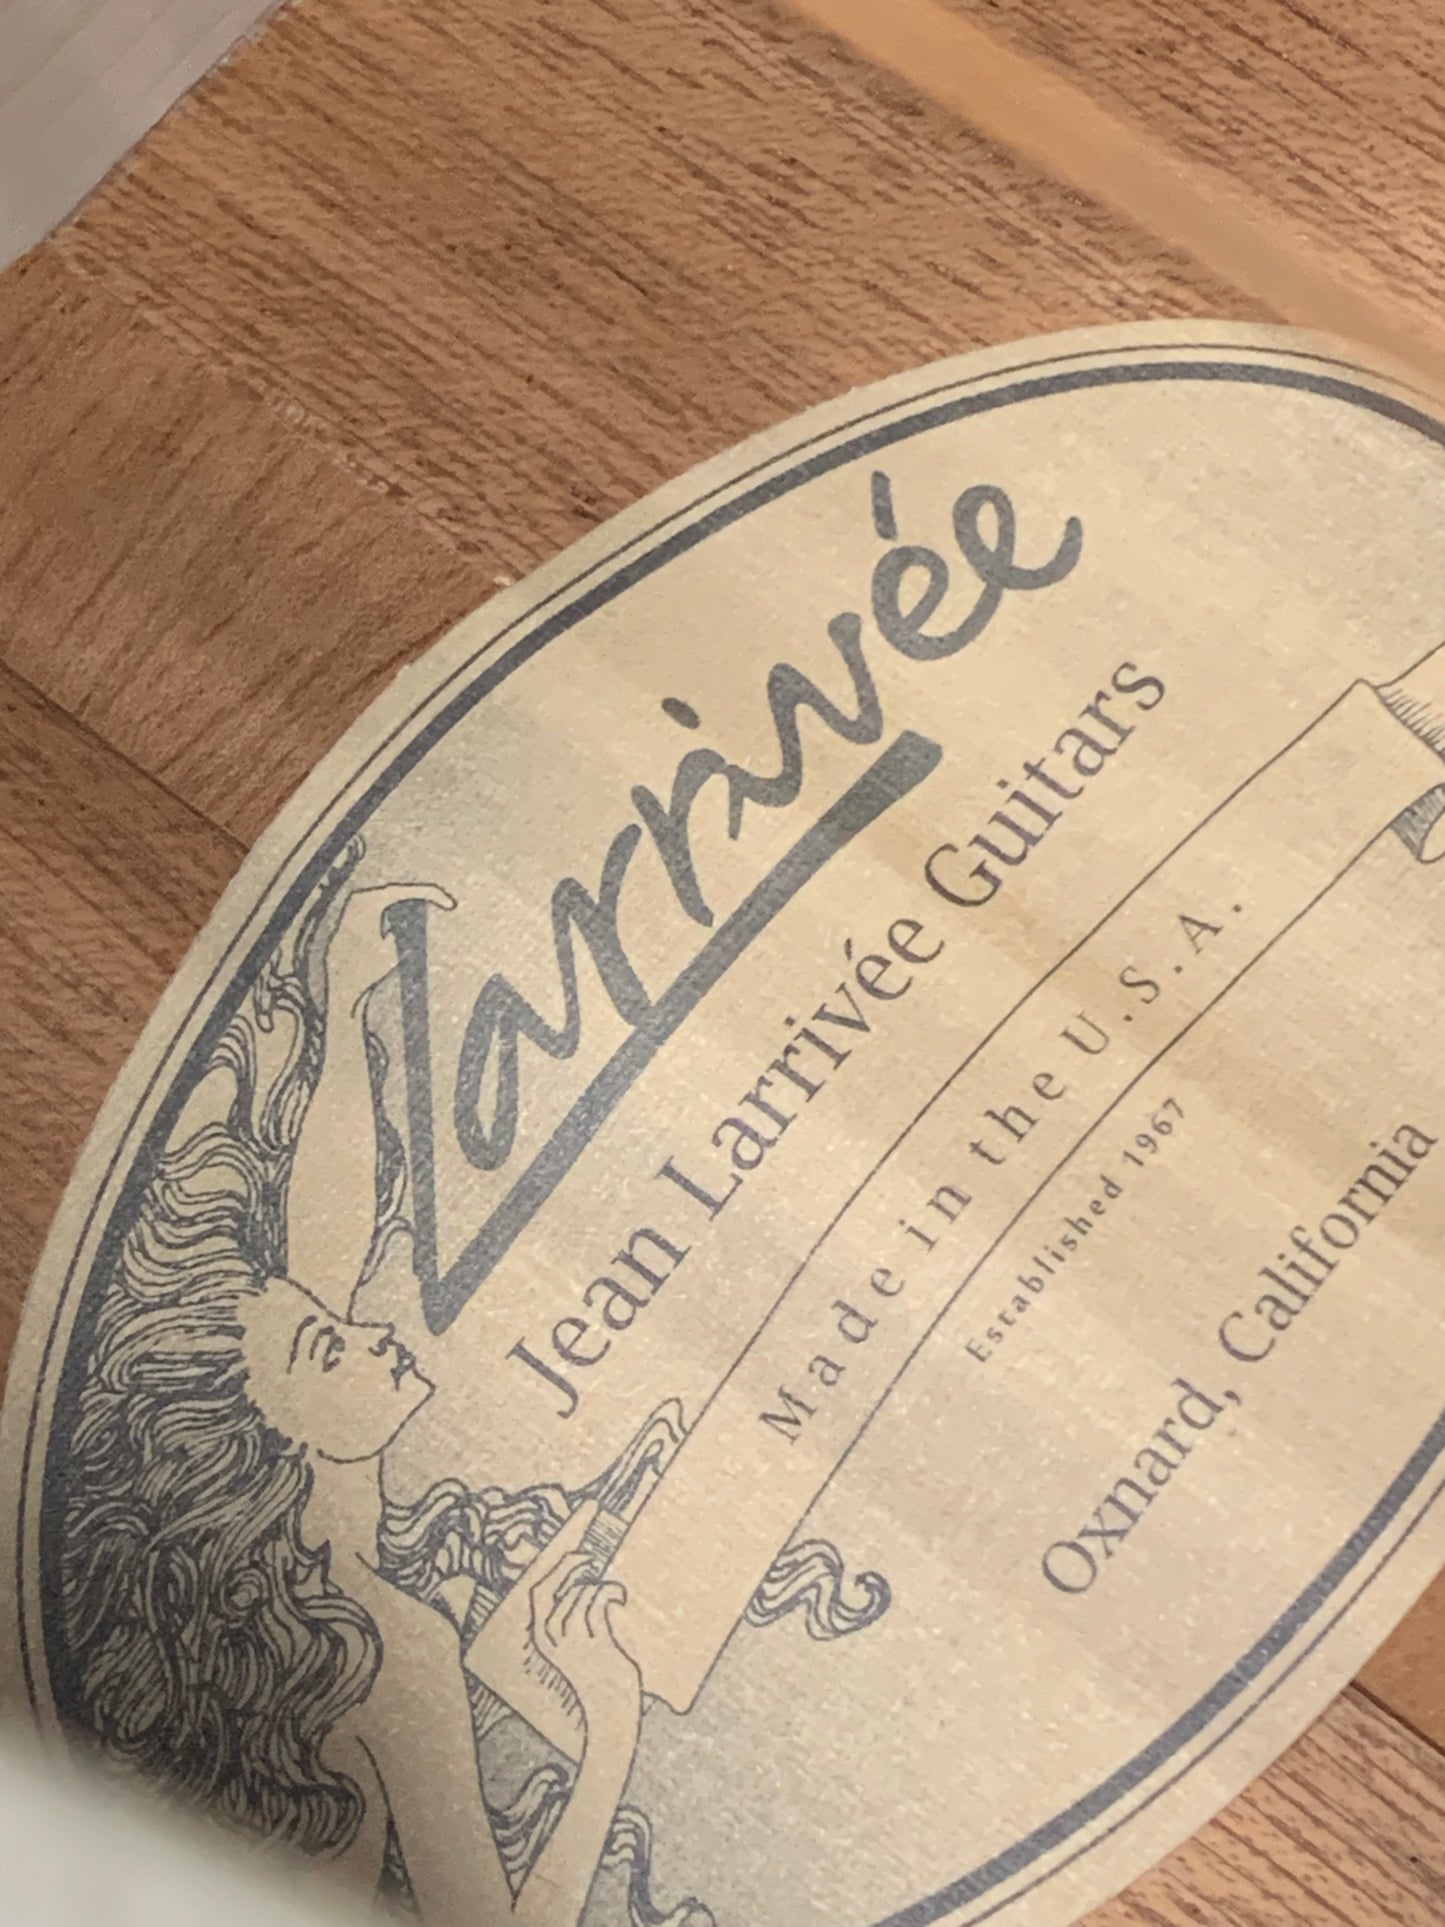 Larrivée
Jean Larrivée Guitars
Made in the U.S.A.
Established 1967
Oxnard, California